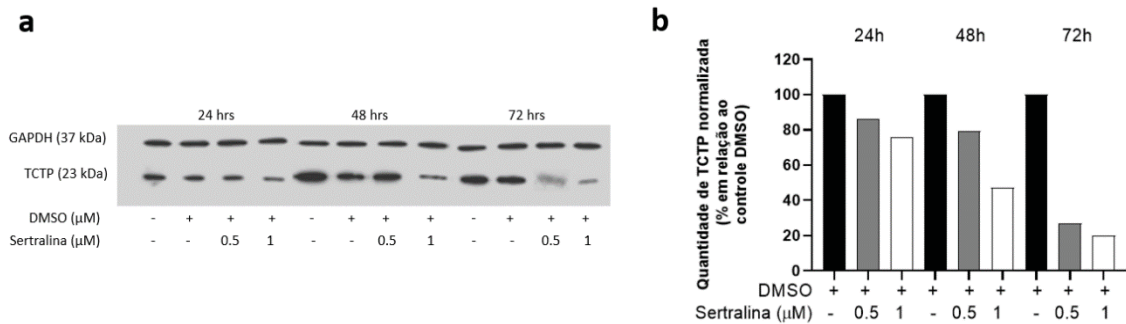 a
24 hrs 48 hrs 72 hrs
GAPDH (37 kDa)
TCTP (23 kDa)
DMSO (µM) - + + + - + + + - + + +
Sertralina (µM) - - 0.5 1 - - 0.5 1 - - 0.5 1
b
24h 48h 72h
Quantidade de TCTP normalizada
(% em relação ao
controle DMSO)
120
100
80
60
40
20
0
DMSO + + + + + + + + +
Sertralina (µM) - 0.5 1 - 0.5 1 - 0.5 1